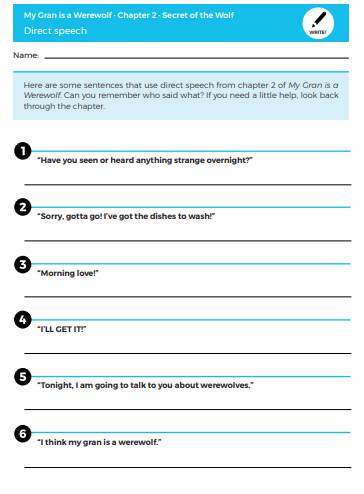 My Gran is a Werewolf · Chapter 2 · Secret of the Wolf
Direct speech
WRITE!
Name:
Here are some sentences that use direct speech from chapter 2 of My Gran is a
Werewolf. Can you remember who said what? If you need a little help, look back
through the chapter.
1
"Have you seen or heard anything strange overnight?"
2
"Sorry, gotta go! I've got the dishes to wash!"
3
"Morning love!"
4
"I'LL GET IT!"
5
"Tonight, I am going to talk to you about werewolves."
6
"I think my gran is a werewolf."